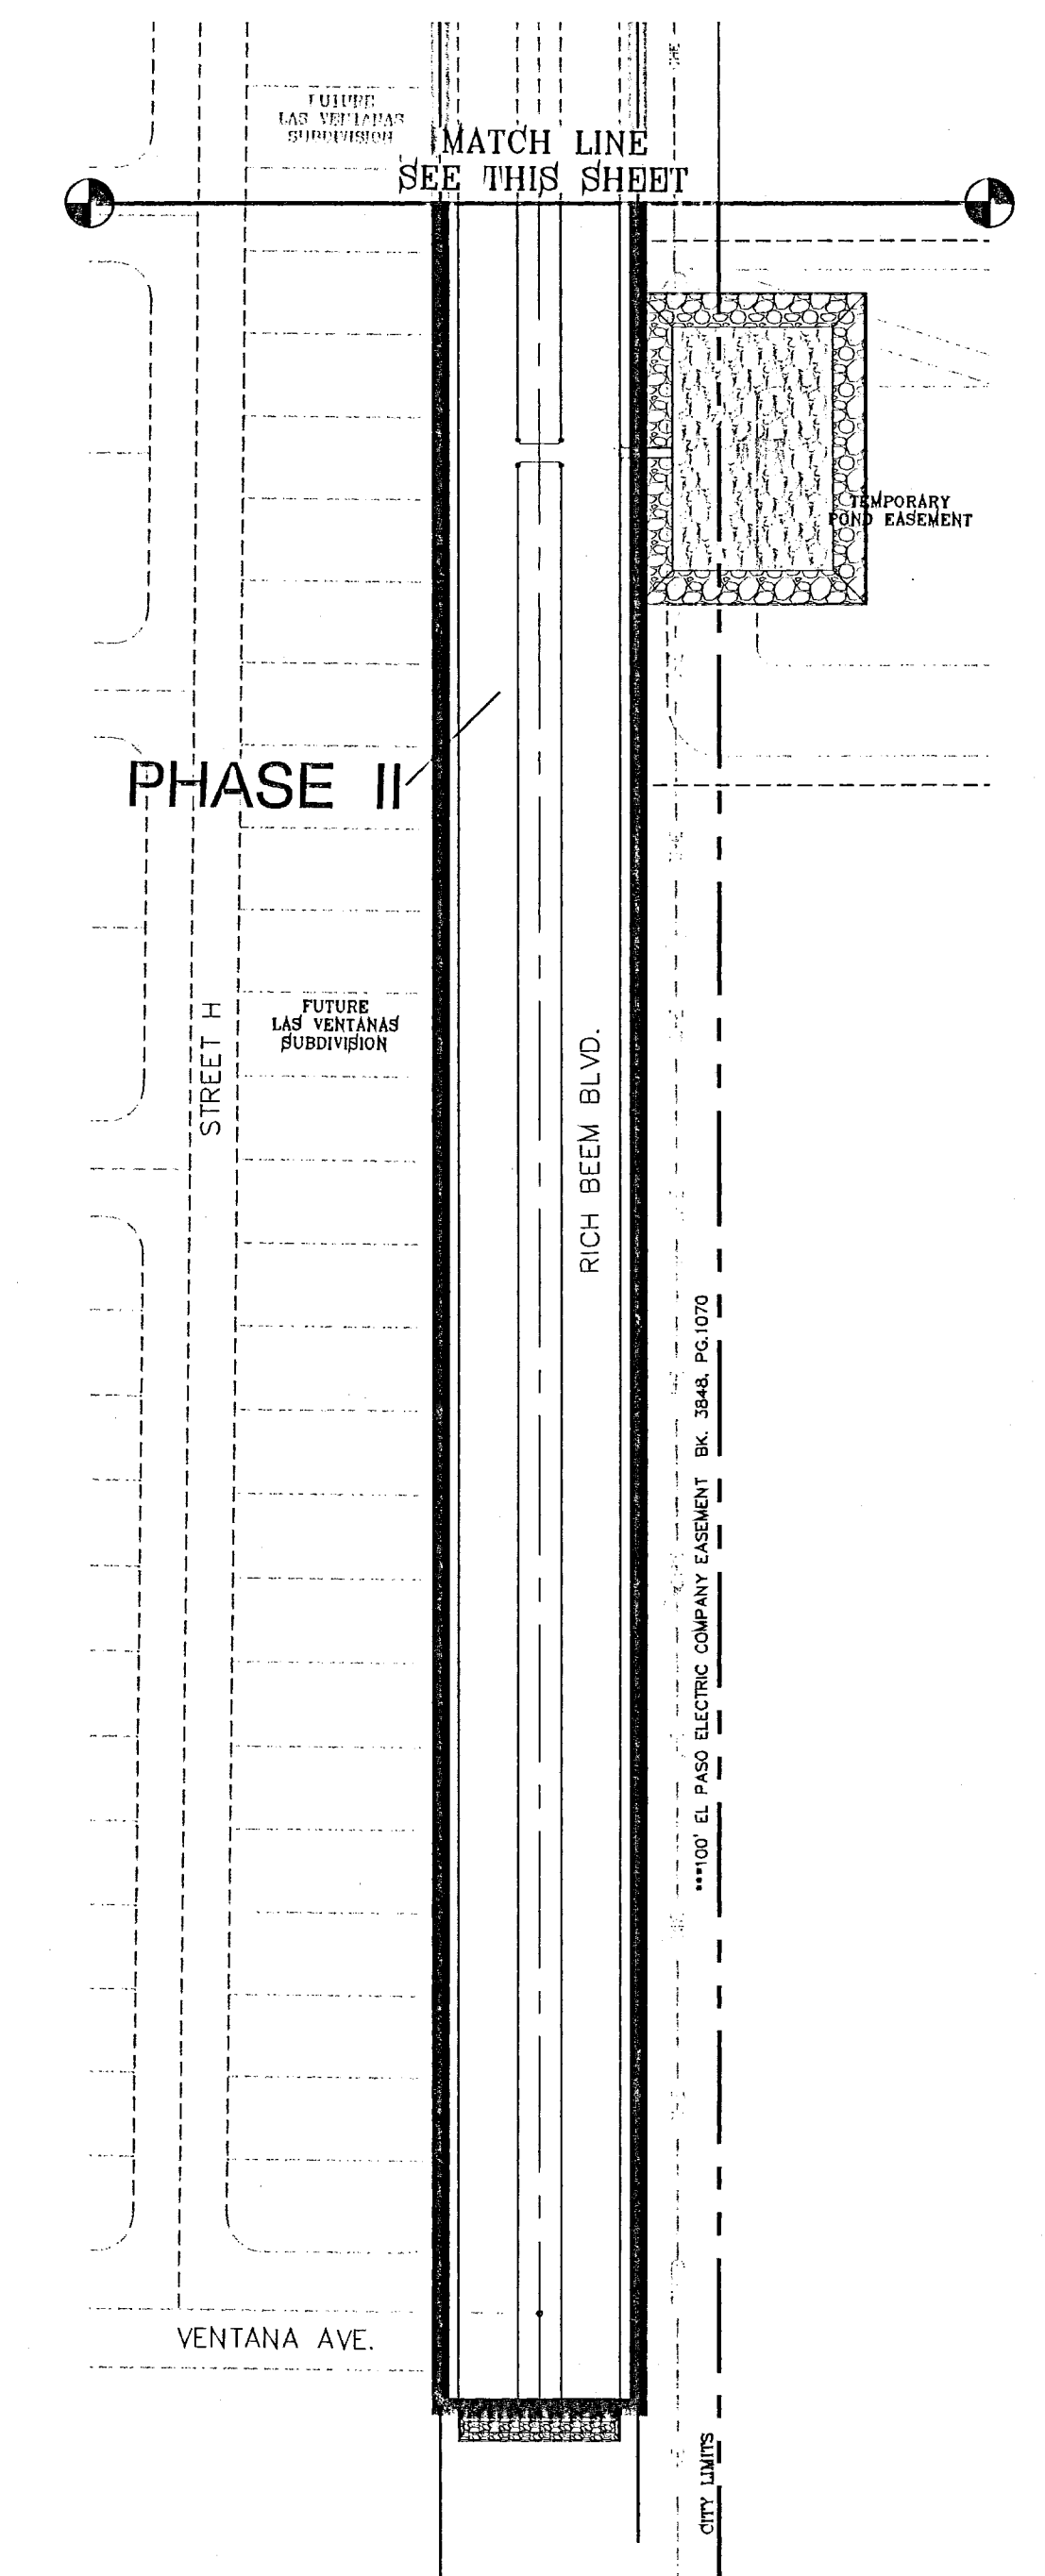 FUTURE
LAS VENTANAS
SUBDIVISION
MATCH LINE
SEE THIS SHEET
TEMPORARY
POND EASEMENT
PHASE II
STREET H
FUTURE
LAS VENTANAS
SUBDIVISION
RICH BEEM BLVD.
***100' EL PASO ELECTRIC COMPANY EASEMENT BK. 3848, PG.1070
VENTANA AVE.
CITY LIMITS